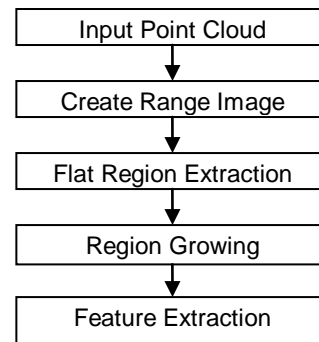 Input Point Cloud
Create Range Image
Flat Region Extraction
Region Growing
Feature Extraction